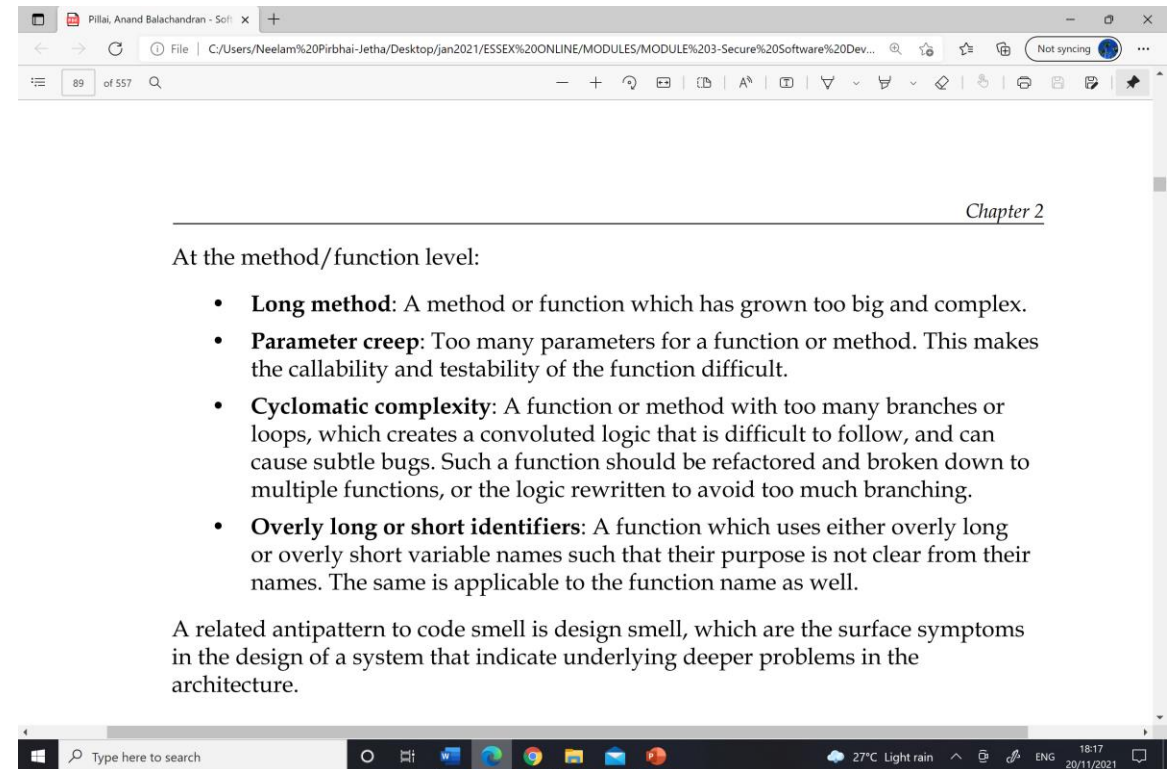 Pillai, Anand Balachandran - Soft
File | C:/Users/Neelam%20Pirbhai-Jetha/Desktop/jan2021/ESSEX%20ONLINE/MODULES/MODULE%203-Secure%20Software%20Dev...
Not syncing
89 of 557
Chapter 2
At the method/function level:
• Long method: A method or function which has grown too big and complex.
• Parameter creep: Too many parameters for a function or method. This makes
the callability and testability of the function difficult.
• Cyclomatic complexity: A function or method with too many branches or
loops, which creates a convoluted logic that is difficult to follow, and can
cause subtle bugs. Such a function should be refactored and broken down to
multiple functions, or the logic rewritten to avoid too much branching.
• Overly long or short identifiers: A function which uses either overly long
or overly short variable names such that their purpose is not clear from their
names. The same is applicable to the function name as well.
A related antipattern to code smell is design smell, which are the surface symptoms
in the design of a system that indicate underlying deeper problems in the
architecture.
Type here to search
27°C Light rain
ENG
18:17
20/11/2021